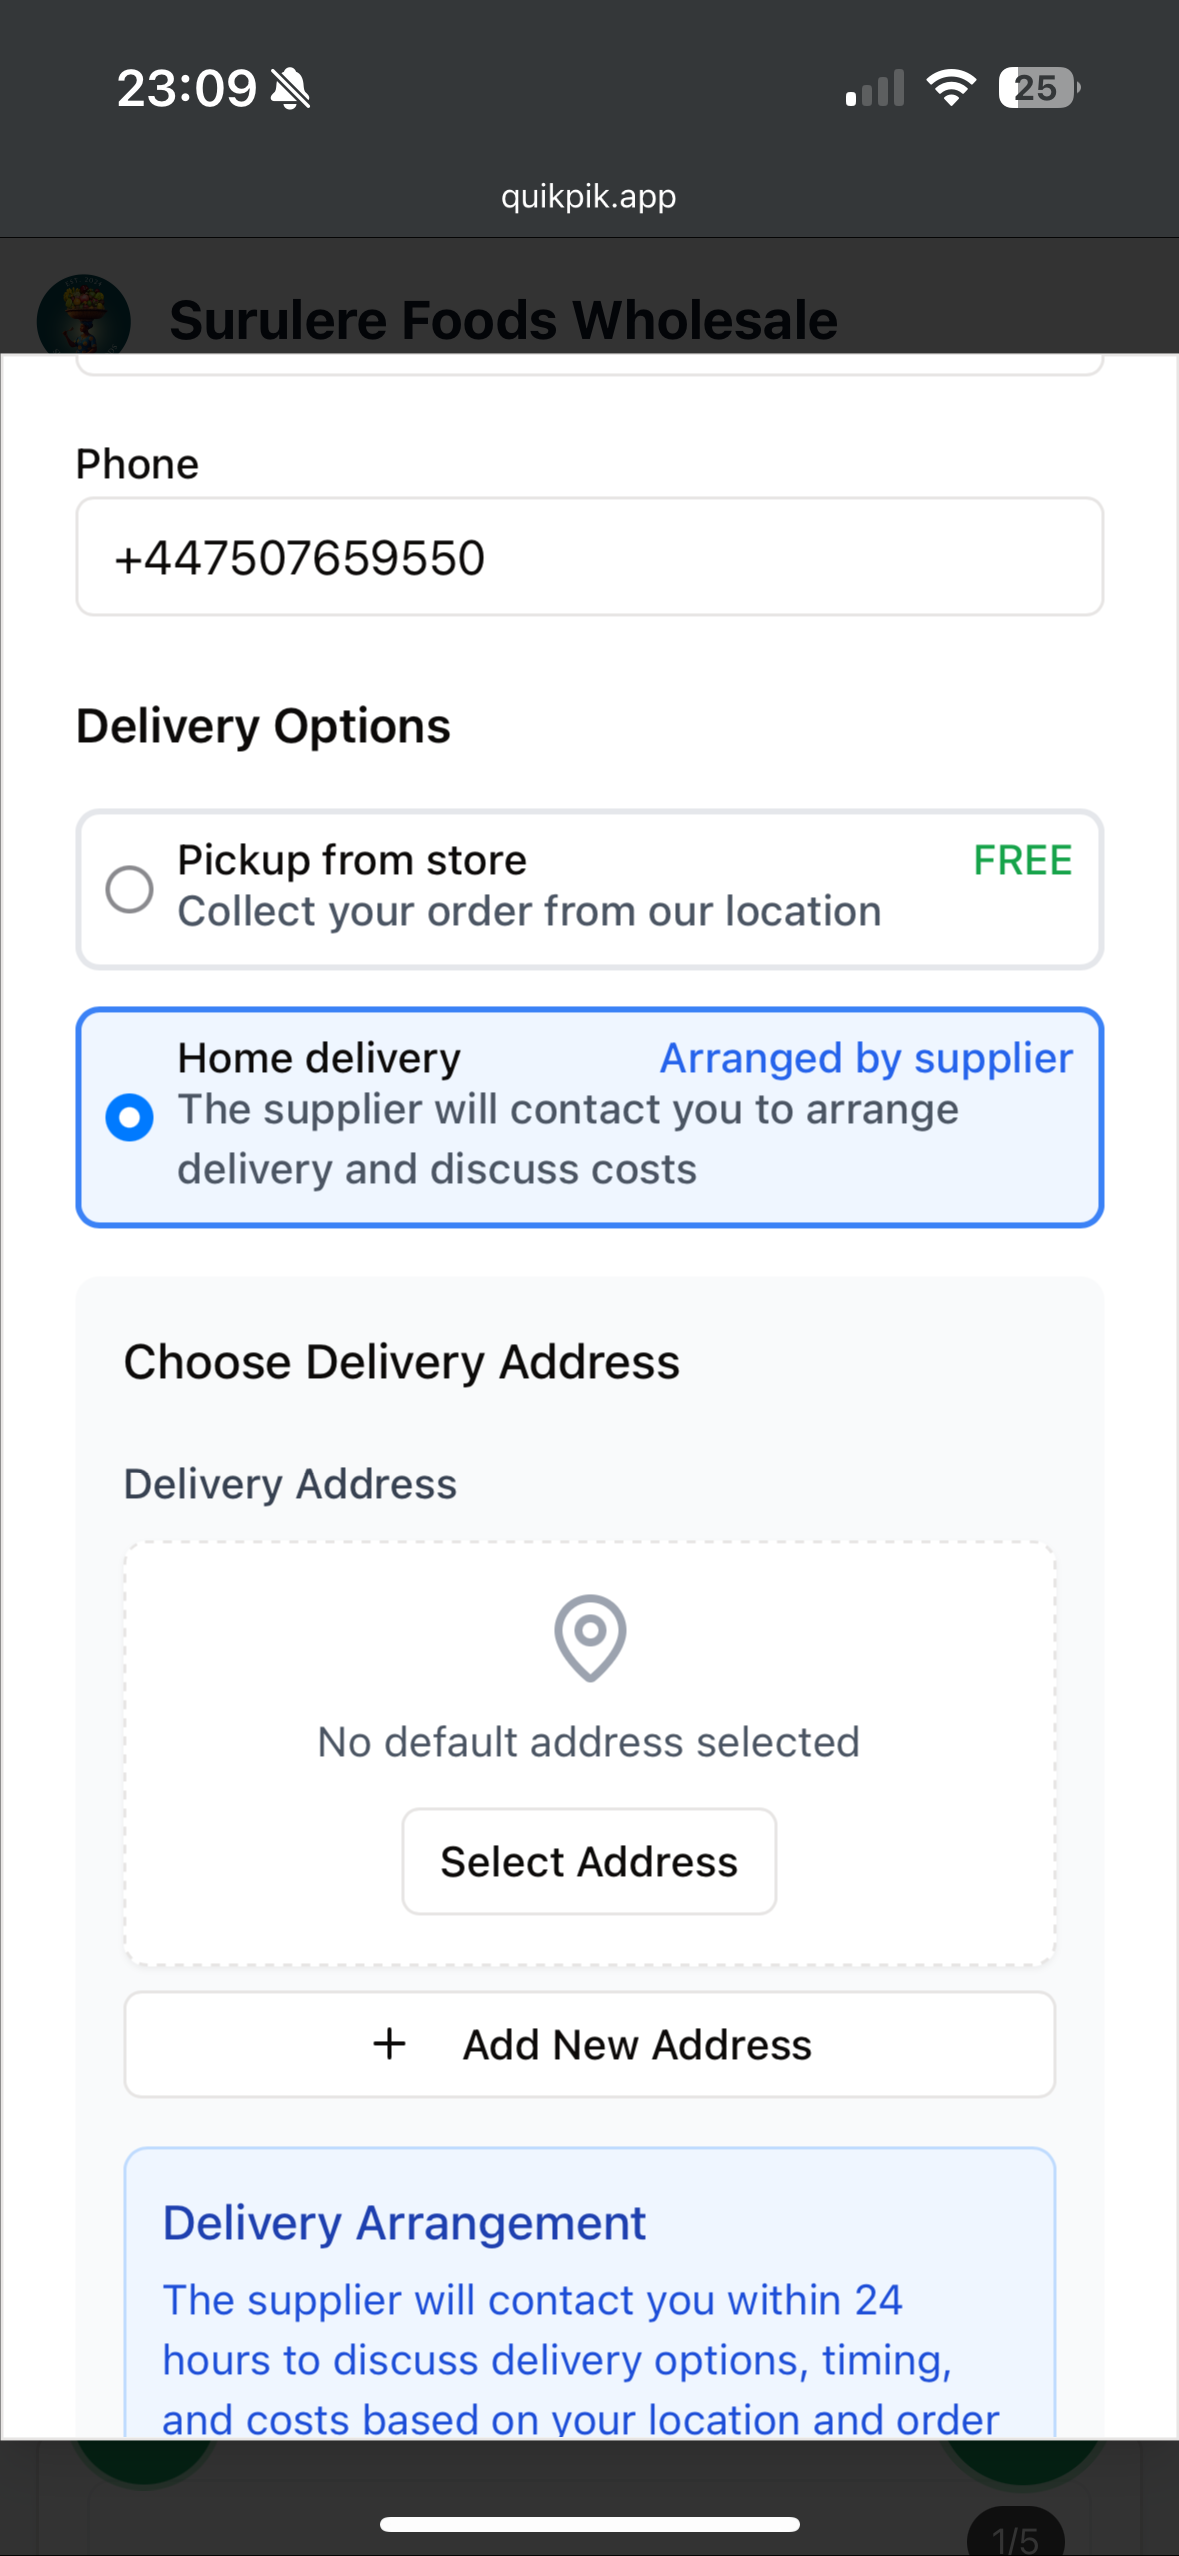 23:09
25
quikpik.app
Surulere Foods Wholesale
Phone
+447507659550
Delivery Options
Pickup from store
FREE
Collect your order from our location
Home delivery
Arranged by supplier
The supplier will contact you to arrange
delivery and discuss costs
Choose Delivery Address
Delivery Address
No default address selected
Select Address
+ Add New Address
Delivery Arrangement
The supplier will contact you within 24
hours to discuss delivery options, timing,
and costs based on your location and order
1/5